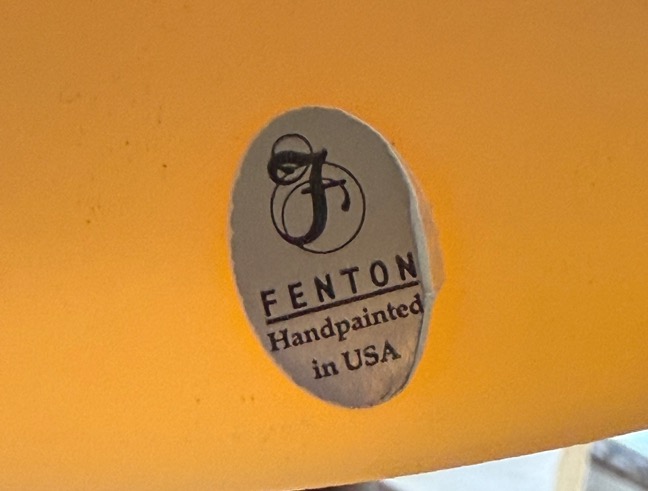 F
FENTON
Handpainted
in USA